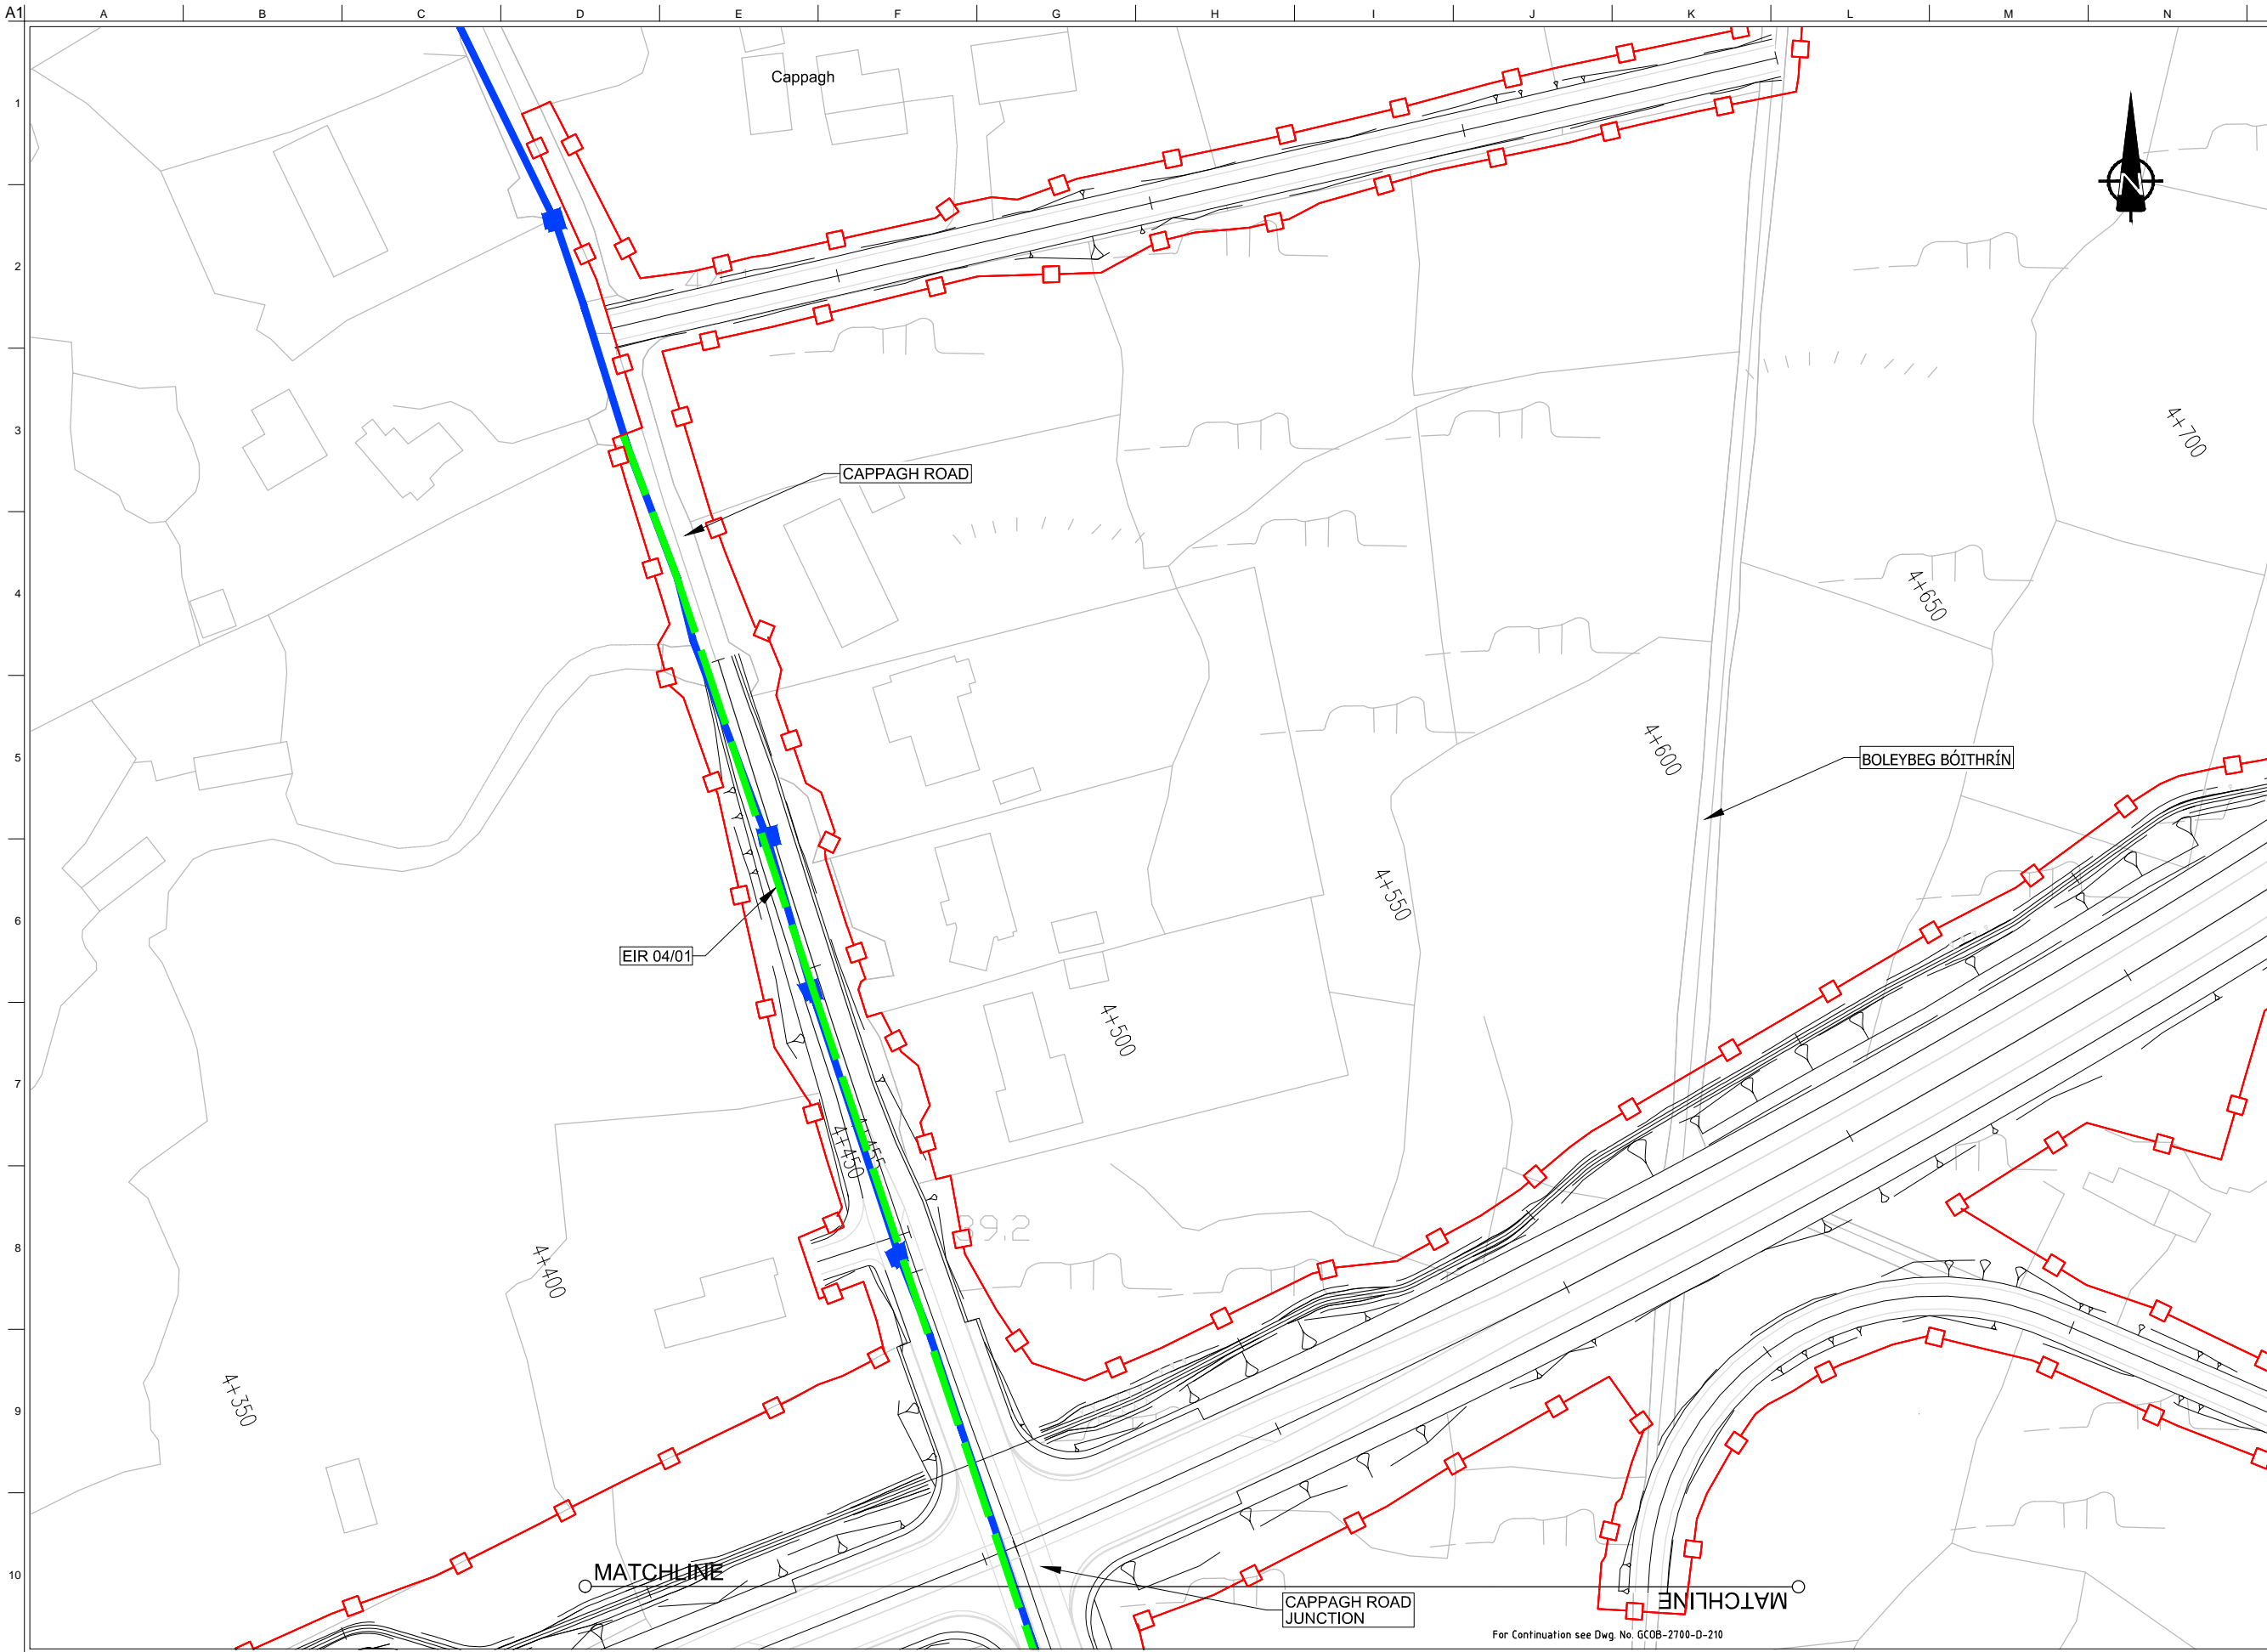 A1 A B C D E F G H I J K L M N
1
2
3
4
5
6
7
8
9
10
Cappagh
N
CAPPAGH ROAD
4+700
4+650
4+600
BOLEYBEG BÓITHRÍN
4+550
EIR 04/01
4+500
4+450
4+400
4+350
MATCHLINE
MATCHLINE
CAPPAGH ROAD
JUNCTION
For Continuation see Dwg. No. GCOB-2700-D-210